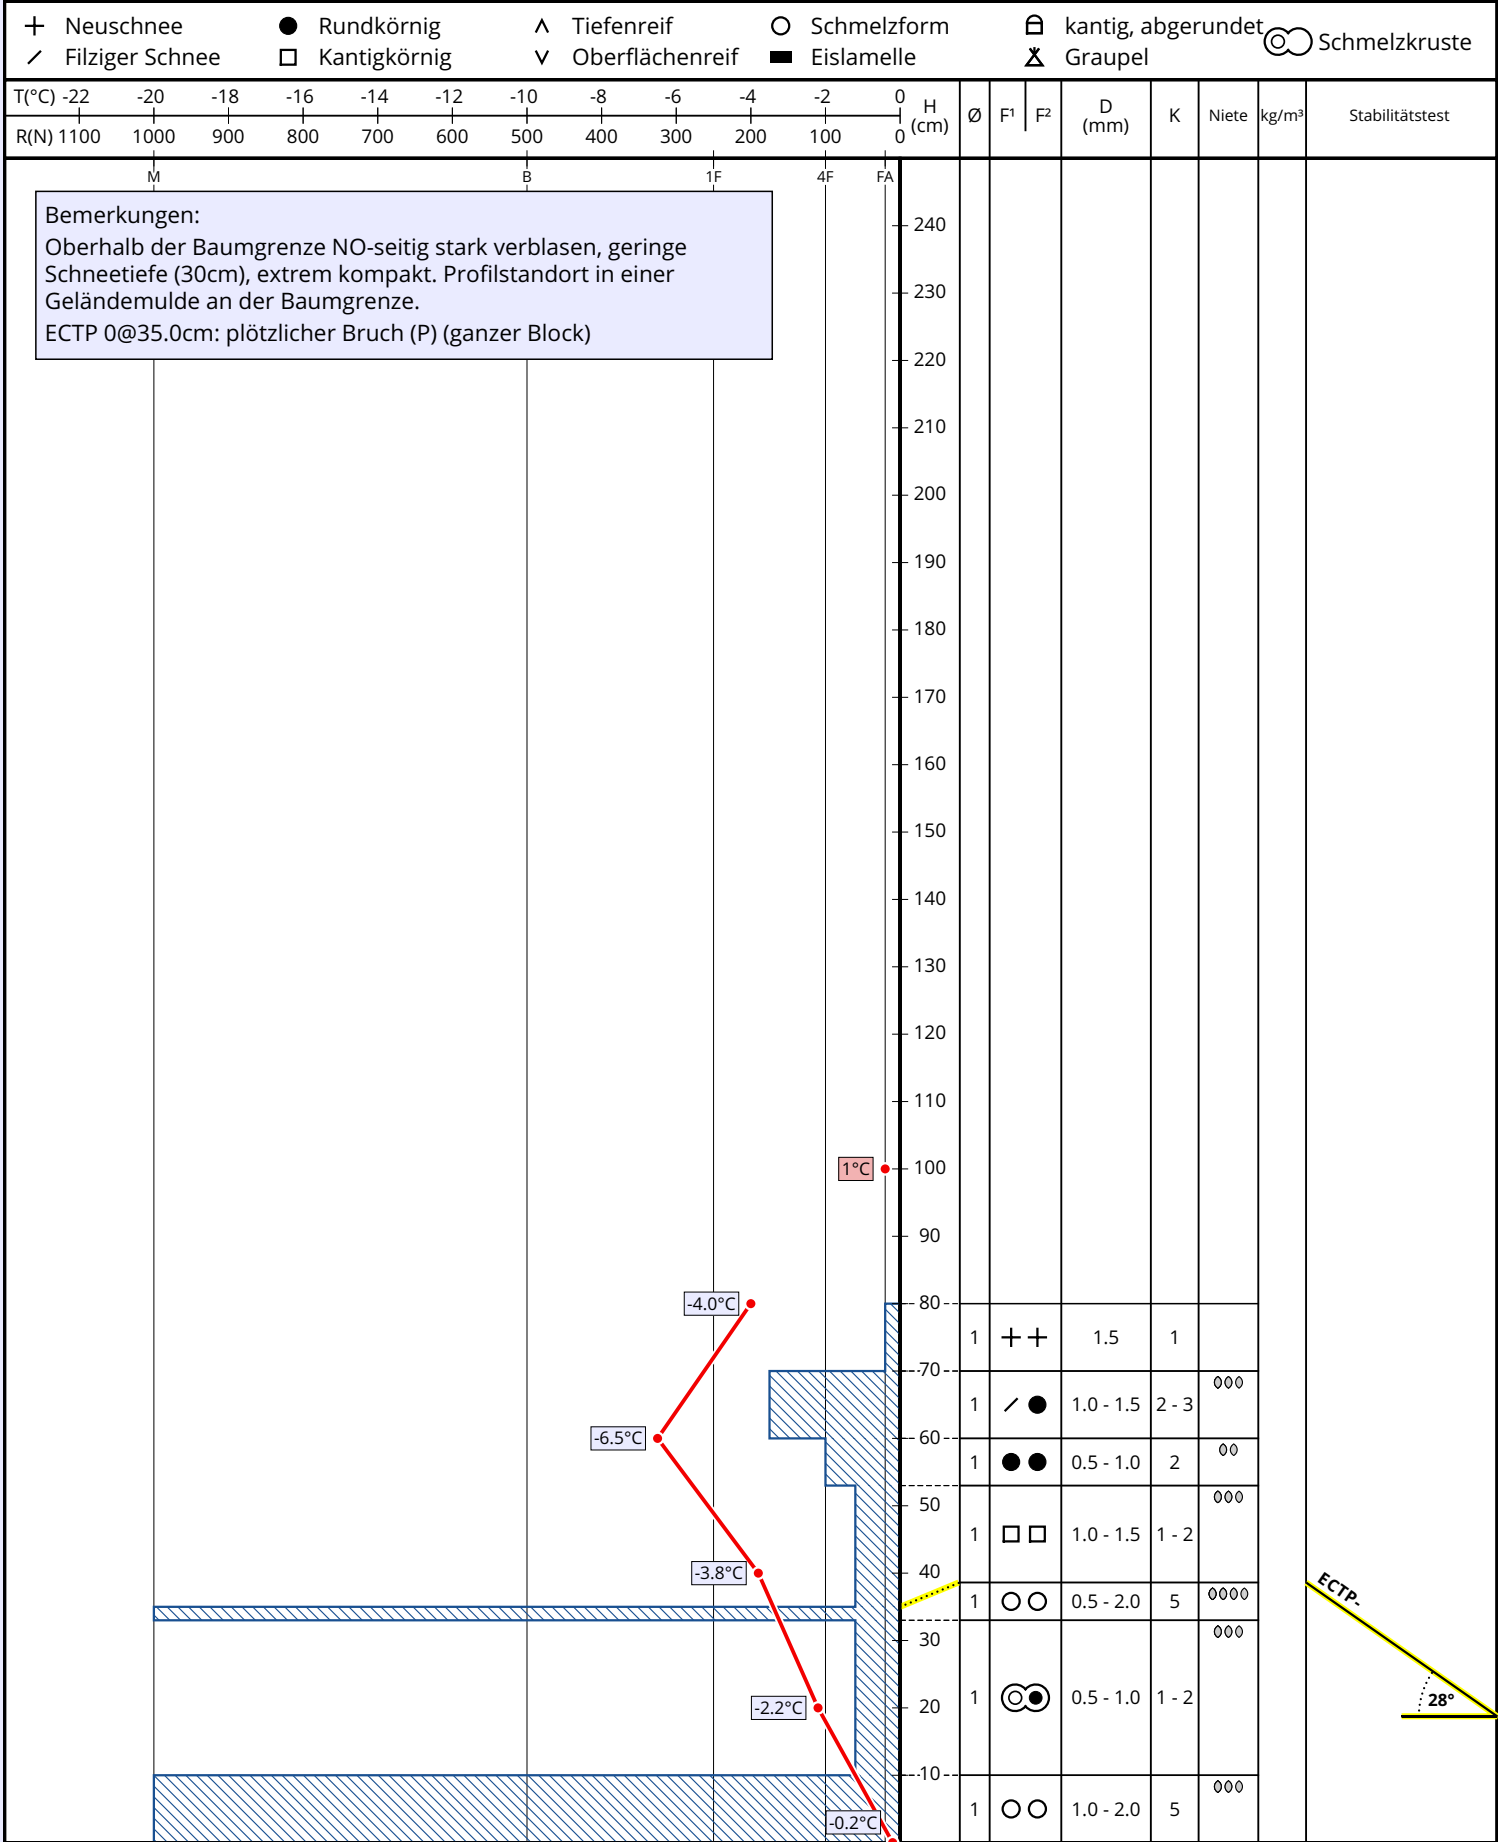 Neuschnee Rundkörnig Tiefenreif Schmelzform kantig, abgerundet Schmelzkruste
Filziger Schnee Kantigkörnig Oberflächenreif Eislamelle Graupel
T(°C) -22 -20 -18 -16 -14 -12 -10 -8 -6 -4 -2 0
R(N) 1100 1000 900 800 700 600 500 400 300 200 100 0
H (cm) Ø F¹ F² D (mm) K Niete kg/m³ Stabilitätstest
M B 1F 4F FA
Bemerkungen:
Oberhalb der Baumgrenze NO-seitig stark verblasen, geringe
Schneetiefe (30cm), extrem kompakt. Profilstandort in einer
Geländemulde an der Baumgrenze.
ECTP 0@35.0cm: plötzlicher Bruch (P) (ganzer Block)
240
230
220
210
200
190
180
170
160
150
140
130
120
110
1°C 100
90
-4.0°C 80
1 1.5 1
70
1 1.0 - 1.5 2 - 3
-6.5°C 60
1 0.5 - 1.0 2
50
1 1.0 - 1.5 1 - 2
-3.8°C 40
ECTP-
1 0.5 - 2.0 5
30
1 0.5 - 1.0 1 - 2
-2.2°C 20
28°
10
1 1.0 - 2.0 5
-0.2°C